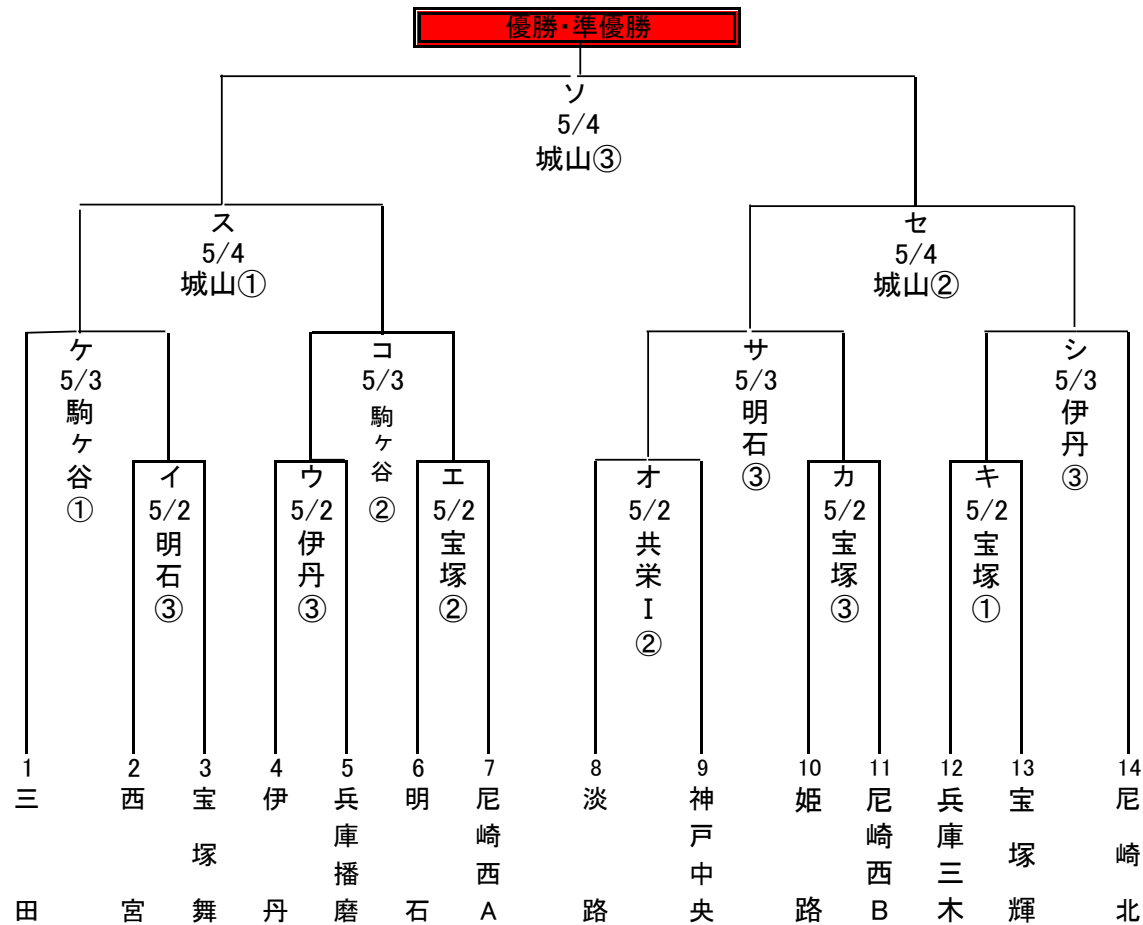 優勝・準優勝
ソ
5/4
城山③
ス
5/4
城山①
セ
5/4
城山②
ケ
5/3
駒ヶ谷①
コ
5/3
駒ヶ谷②
サ
5/3
明石③
シ
5/3
伊丹③
イ
5/2
明石③
ウ
5/2
伊丹③
エ
5/2
宝塚②
オ
5/2
共栄Ⅰ②
カ
5/2
宝塚③
キ
5/2
宝塚①
1 三田
2 西宮
3 宝塚舞
4 伊丹
5 兵庫播磨
6 明石
7 尼崎西A
8 淡路
9 神戸中央
10 姫路
11 尼崎西B
12 兵庫三木
13 宝塚輝
14 尼崎北